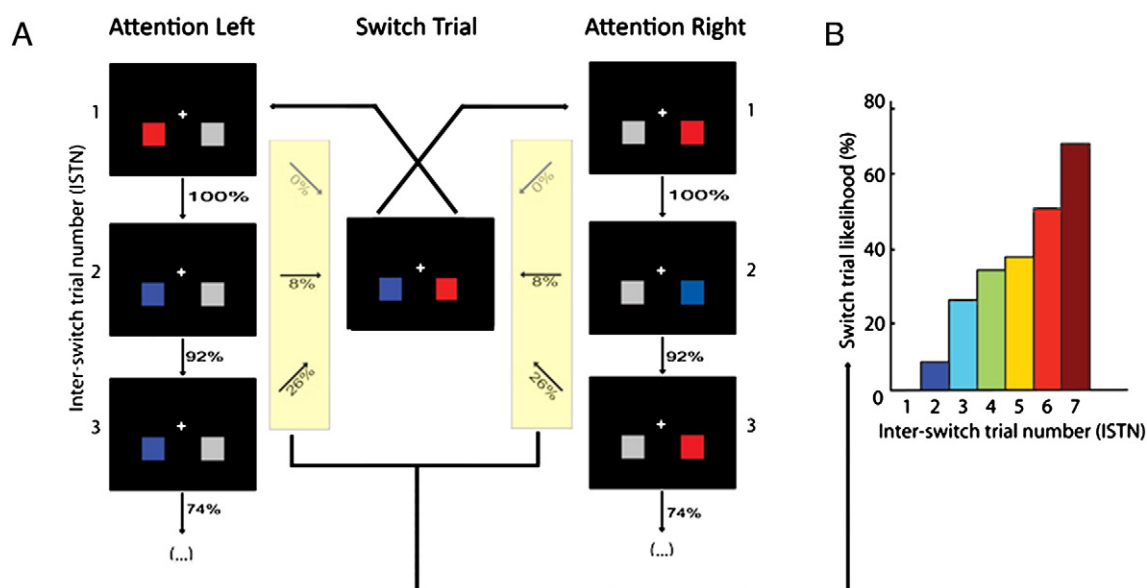 A
Attention Left
Switch Trial
Attention Right
Inter-switch trial number (ISTN)
1
100%
2
92%
3
74%
(...)
0%
8%
26%
0%
8%
26%
1
100%
2
92%
3
74%
(...)
B
Switch trial likelihood (%)
80
60
40
20
0
1 2 3 4 5 6 7
Inter-switch trial number (ISTN)